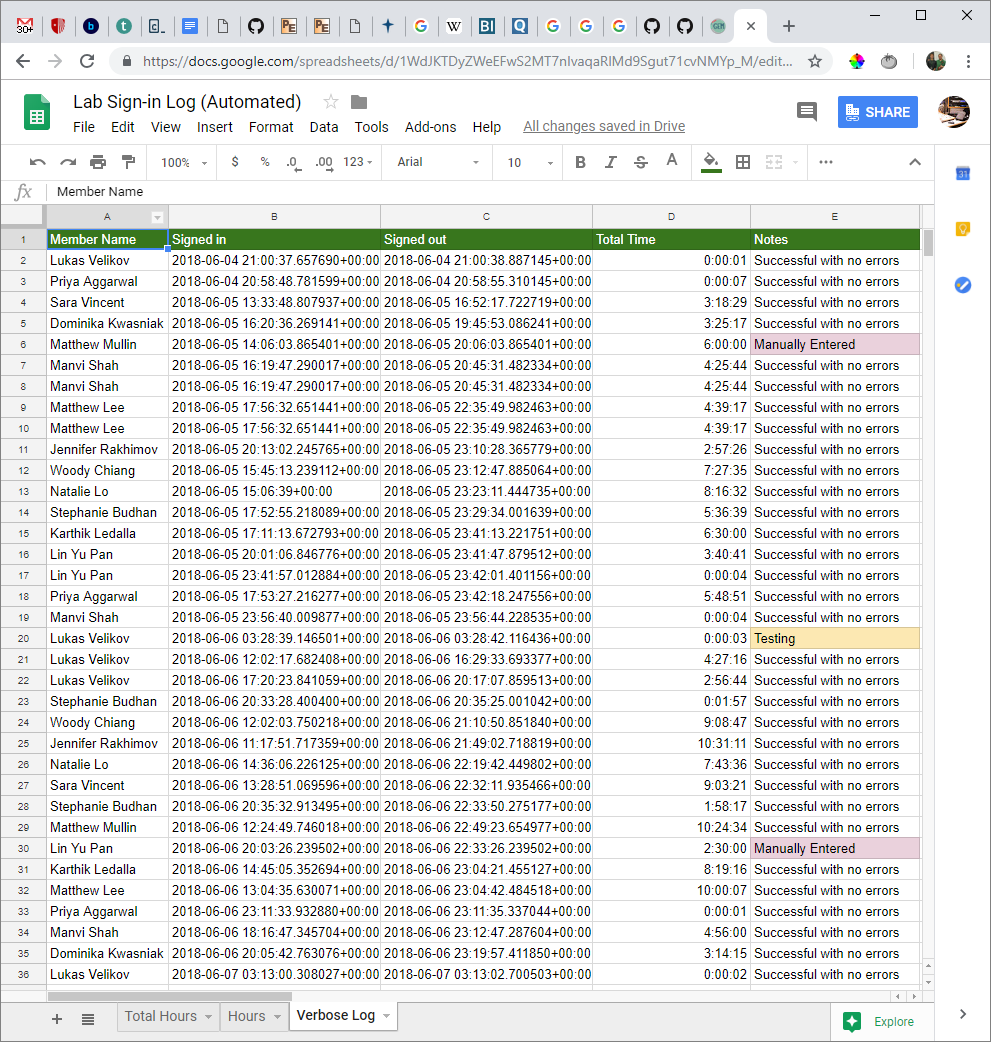 30+
https://docs.google.com/spreadsheets/d/1WdJKTDyZWeEFwS2MT7nIvaqaRlMd9Sgut71cvNMYp_M/edit...
Lab Sign-in Log (Automated)
File Edit View Insert Format Data Tools Add-ons Help All changes saved in Drive
SHARE
100% $ % .0 .00 123 Arial 10 B I S A
fx Member Name
A B C D E
1 Member Name Signed in Signed out Total Time Notes
2 Lukas Velikov 2018-06-04 21:00:37.657690+00:00 2018-06-04 21:00:38.887145+00:00 0:00:01 Successful with no errors
3 Priya Aggarwal 2018-06-04 20:58:48.781599+00:00 2018-06-04 20:58:55.310145+00:00 0:00:07 Successful with no errors
4 Sara Vincent 2018-06-05 13:33:48.807937+00:00 2018-06-05 16:52:17.722719+00:00 3:18:29 Successful with no errors
5 Dominika Kwasniak 2018-06-05 16:20:36.269141+00:00 2018-06-05 19:45:53.086241+00:00 3:25:17 Successful with no errors
6 Matthew Mullin 2018-06-05 14:06:03.865401+00:00 2018-06-05 20:06:03.865401+00:00 6:00:00 Manually Entered
7 Manvi Shah 2018-06-05 16:19:47.290017+00:00 2018-06-05 20:45:31.482334+00:00 4:25:44 Successful with no errors
8 Manvi Shah 2018-06-05 16:19:47.290017+00:00 2018-06-05 20:45:31.482334+00:00 4:25:44 Successful with no errors
9 Matthew Lee 2018-06-05 17:56:32.651441+00:00 2018-06-05 22:35:49.982463+00:00 4:39:17 Successful with no errors
10 Matthew Lee 2018-06-05 17:56:32.651441+00:00 2018-06-05 22:35:49.982463+00:00 4:39:17 Successful with no errors
11 Jennifer Rakhimov 2018-06-05 20:13:02.245765+00:00 2018-06-05 23:10:28.365779+00:00 2:57:26 Successful with no errors
12 Woody Chiang 2018-06-05 15:45:13.239112+00:00 2018-06-05 23:12:47.885064+00:00 7:27:35 Successful with no errors
13 Natalie Lo 2018-06-05 15:06:39+00:00 2018-06-05 23:23:11.444735+00:00 8:16:32 Successful with no errors
14 Stephanie Budhan 2018-06-05 17:52:55.218089+00:00 2018-06-05 23:29:34.001639+00:00 5:36:39 Successful with no errors
15 Karthik Ledalla 2018-06-05 17:11:13.672793+00:00 2018-06-05 23:41:13.221751+00:00 6:30:00 Successful with no errors
16 Lin Yu Pan 2018-06-05 20:01:06.846776+00:00 2018-06-05 23:41:47.879512+00:00 3:40:41 Successful with no errors
17 Lin Yu Pan 2018-06-05 23:41:57.012884+00:00 2018-06-05 23:42:01.401156+00:00 0:00:04 Successful with no errors
18 Priya Aggarwal 2018-06-05 17:53:27.216277+00:00 2018-06-05 23:42:18.247556+00:00 5:48:51 Successful with no errors
19 Manvi Shah 2018-06-05 23:56:40.009877+00:00 2018-06-05 23:56:44.228535+00:00 0:00:04 Successful with no errors
20 Lukas Velikov 2018-06-06 03:28:39.146501+00:00 2018-06-06 03:28:42.116436+00:00 0:00:03 Testing
21 Lukas Velikov 2018-06-06 12:02:17.682408+00:00 2018-06-06 16:29:33.693377+00:00 4:27:16 Successful with no errors
22 Lukas Velikov 2018-06-06 17:20:23.841059+00:00 2018-06-06 20:17:07.859513+00:00 2:56:44 Successful with no errors
23 Stephanie Budhan 2018-06-06 20:33:28.400400+00:00 2018-06-06 20:35:25.001042+00:00 0:01:57 Successful with no errors
24 Woody Chiang 2018-06-06 12:02:03.750218+00:00 2018-06-06 21:10:50.851840+00:00 9:08:47 Successful with no errors
25 Jennifer Rakhimov 2018-06-06 11:17:51.717359+00:00 2018-06-06 21:49:02.718819+00:00 10:31:11 Successful with no errors
26 Natalie Lo 2018-06-06 14:36:06.226125+00:00 2018-06-06 22:19:42.449802+00:00 7:43:36 Successful with no errors
27 Sara Vincent 2018-06-06 13:28:51.069596+00:00 2018-06-06 22:32:11.935466+00:00 9:03:21 Successful with no errors
28 Stephanie Budhan 2018-06-06 20:35:32.913495+00:00 2018-06-06 22:33:50.275177+00:00 1:58:17 Successful with no errors
29 Matthew Mullin 2018-06-06 12:24:49.746018+00:00 2018-06-06 22:49:23.654977+00:00 10:24:34 Successful with no errors
30 Lin Yu Pan 2018-06-06 20:03:26.239502+00:00 2018-06-06 22:33:26.239502+00:00 2:30:00 Manually Entered
31 Karthik Ledalla 2018-06-06 14:45:05.352694+00:00 2018-06-06 23:04:21.455127+00:00 8:19:16 Successful with no errors
32 Matthew Lee 2018-06-06 13:04:35.630071+00:00 2018-06-06 23:04:42.484518+00:00 10:00:07 Successful with no errors
33 Priya Aggarwal 2018-06-06 23:11:33.932880+00:00 2018-06-06 23:11:35.337044+00:00 0:00:01 Successful with no errors
34 Manvi Shah 2018-06-06 18:16:47.345704+00:00 2018-06-06 23:12:47.287604+00:00 4:56:00 Successful with no errors
35 Dominika Kwasniak 2018-06-06 20:05:42.763076+00:00 2018-06-06 23:19:57.411850+00:00 3:14:15 Successful with no errors
36 Lukas Velikov 2018-06-07 03:13:00.308027+00:00 2018-06-07 03:13:02.700503+00:00 0:00:02 Successful with no errors
Total Hours Hours Verbose Log Explore